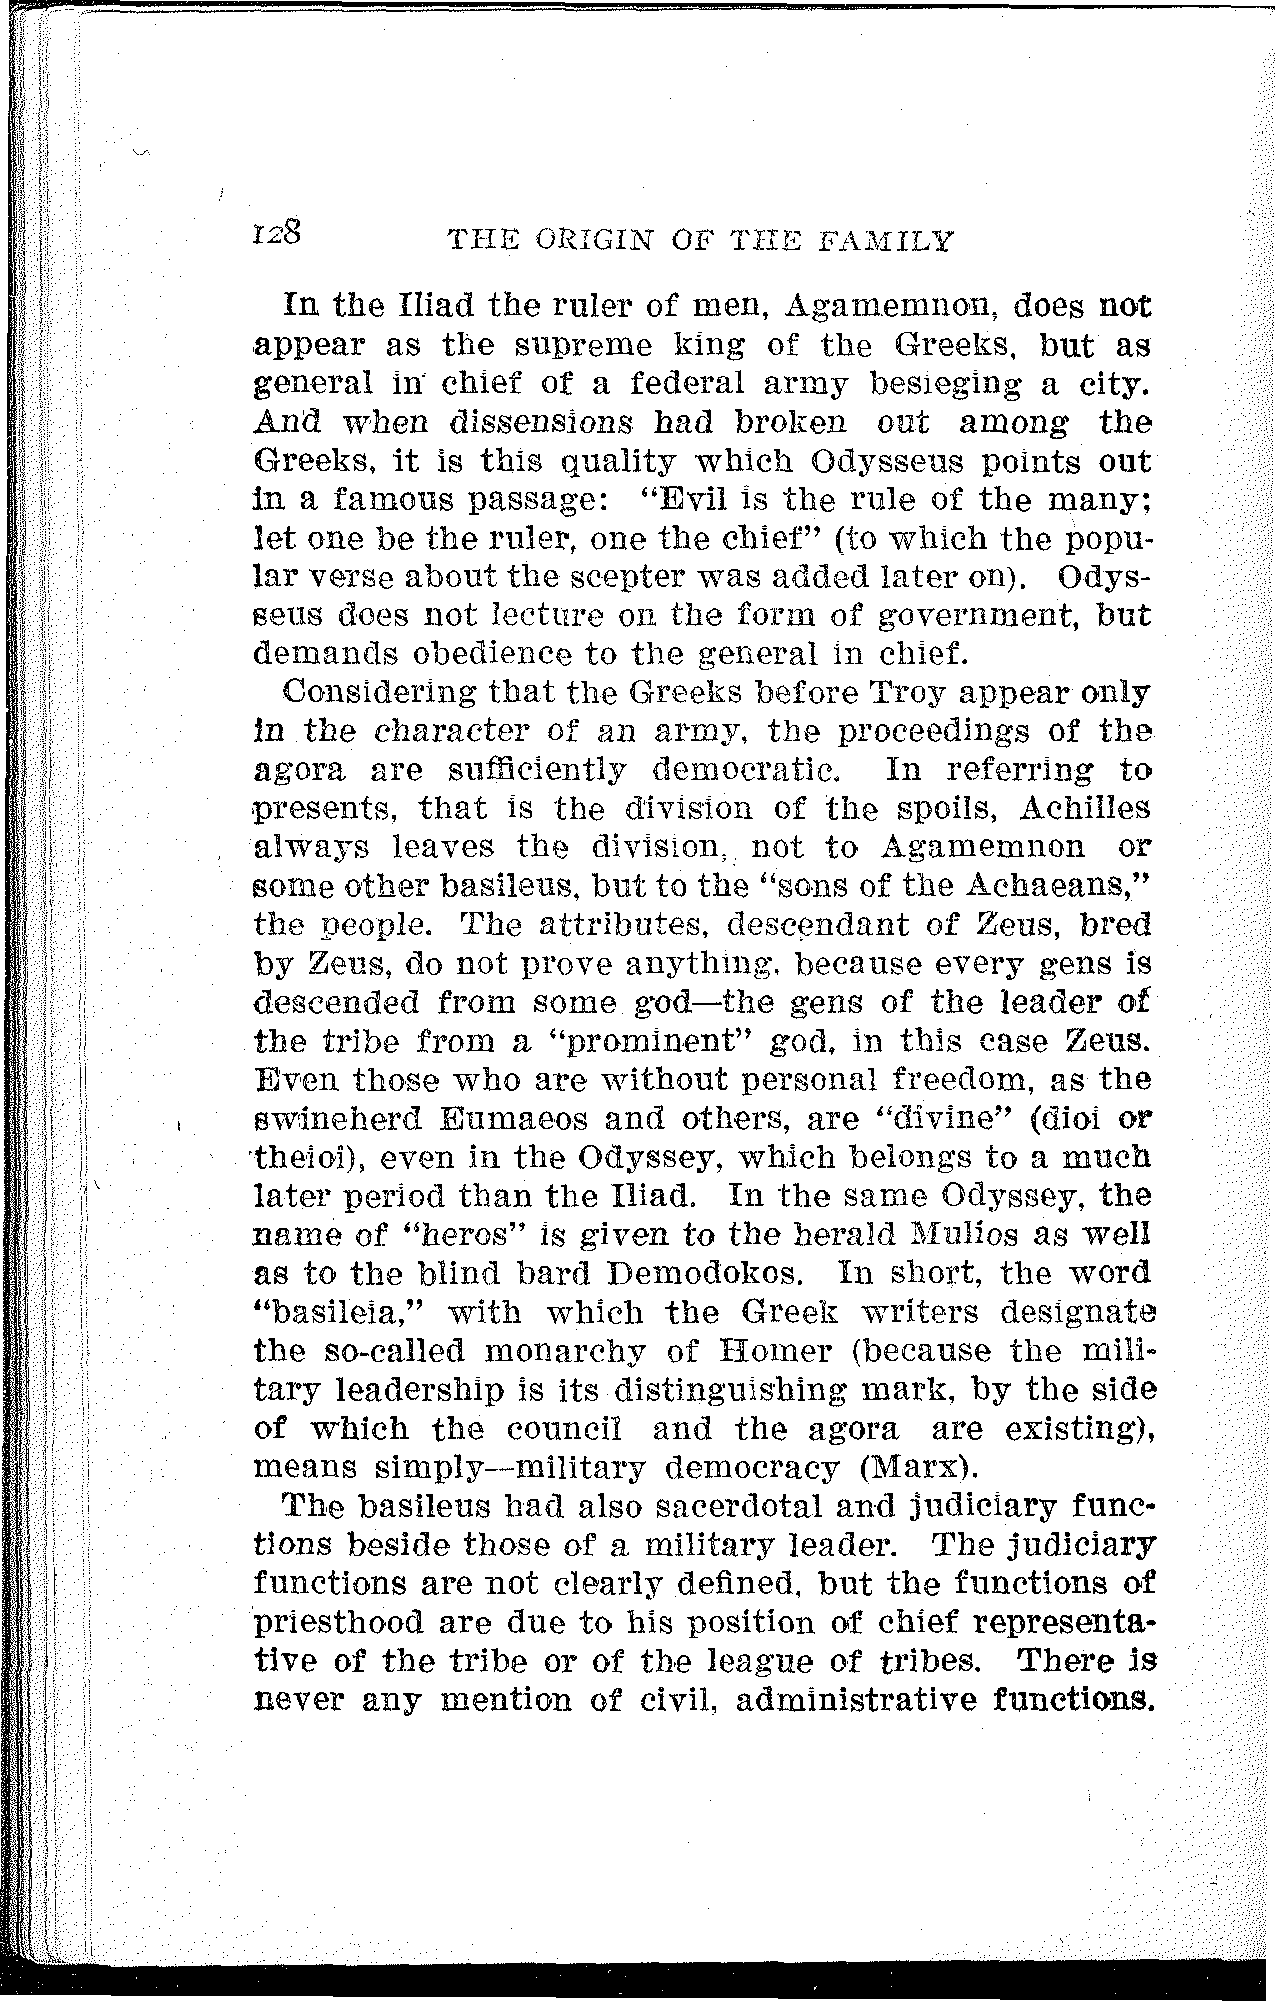 128 THE ORIGIN OF THE FAMILY
In the Iliad the ruler of men, Agamemnon, does not
appear as the supreme king of the Greeks, but as
general in chief of a federal army besieging a city.
And when dissensions had broken out among the
Greeks, it is this quality which Odysseus points out
in a famous passage: "Evil is the rule of the many;
let one be the ruler, one the chief" (to which the popu-
lar verse about the scepter was added later on). Odys-
seus does not lecture on the form of government, but
demands obedience to the general in chief.
Considering that the Greeks before Troy appear only
in the character of an army, the proceedings of the
agora are sufficiently democratic. In referring to
presents, that is the division of the spoils, Achilles
always leaves the division, not to Agamemnon or
some other basileus, but to the "sons of the Achaeans,"
the people. The attributes, descendant of Zeus, bred
by Zeus, do not prove anything, because every gens is
descended from some god—the gens of the leader of
the tribe from a "prominent" god, in this case Zeus.
Even those who are without personal freedom, as the
swineherd Eumaeos and others, are "divine" (dioi or
theioi), even in the Odyssey, which belongs to a much
later period than the Iliad. In the same Odyssey, the
name of "heros" is given to the herald Mulios as well
as to the blind bard Demodokos. In short, the word
"basileia," with which the Greek writers designate
the so-called monarchy of Homer (because the mili-
tary leadership is its distinguishing mark, by the side
of which the council and the agora are existing),
means simply—military democracy (Marx).
The basileus had also sacerdotal and judiciary func-
tions beside those of a military leader. The judiciary
functions are not clearly defined, but the functions of
priesthood are due to his position of chief representa-
tive of the tribe or of the league of tribes. There is
never any mention of civil, administrative functions.